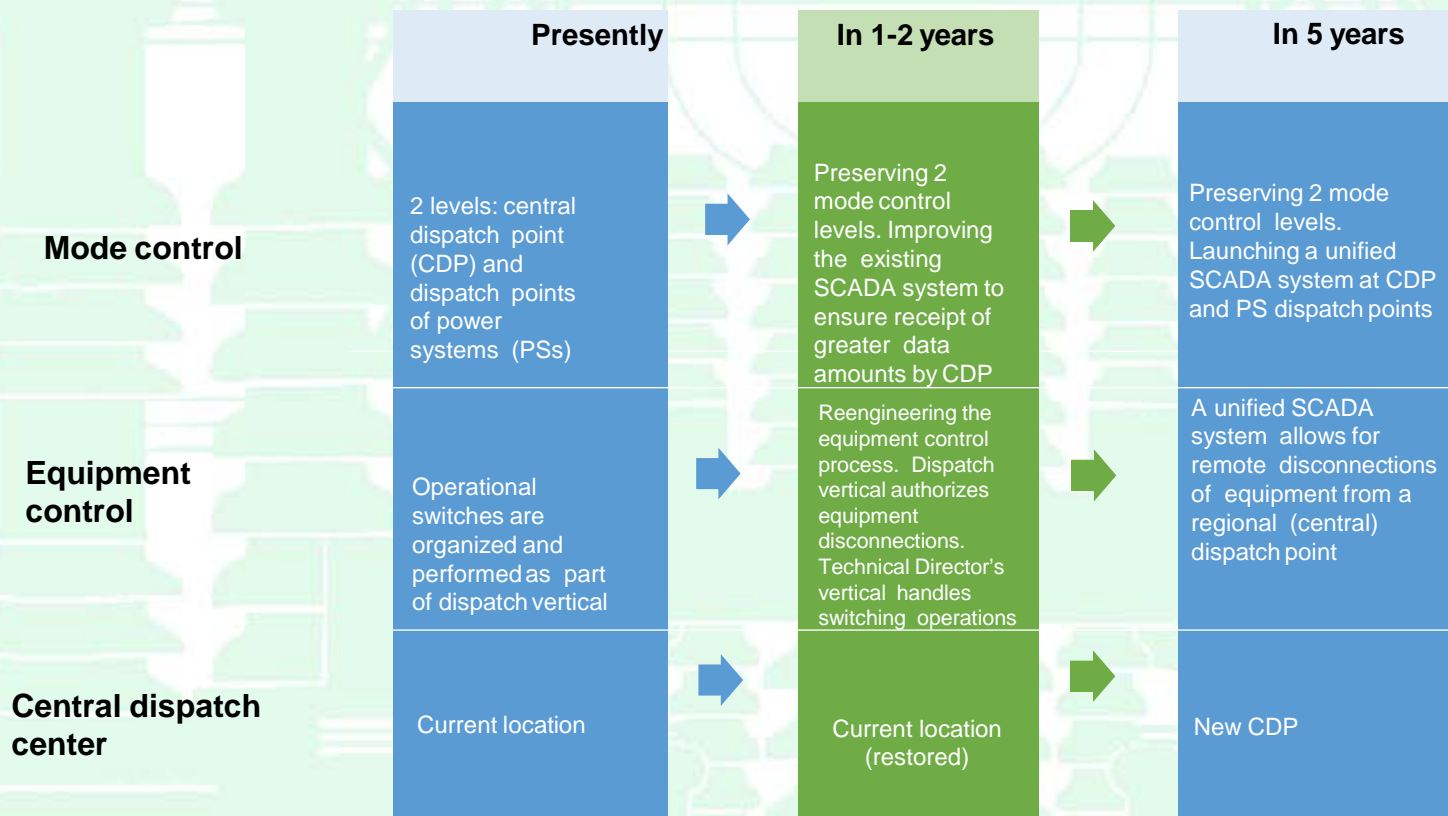 Presently
In 1-2 years
In 5 years
Mode control
2 levels: central
dispatch point
(CDP) and
dispatch points
of power
systems (PSs)
Preserving 2
mode control
levels. Improving
the existing
SCADA system to
ensure receipt of
greater data
amounts by CDP
Preserving 2 mode
control levels.
Launching a unified
SCADA system at CDP
and PS dispatch points
Equipment
control
Operational
switches are
organized and
performed as part
of dispatch vertical
Reengineering the
equipment control
process. Dispatch
vertical authorizes
equipment
disconnections.
Technical Director's
vertical handles
switching operations
A unified SCADA
system allows for
remote disconnections
of equipment from a
regional (central)
dispatch point
Central dispatch
center
Current location
Current location
(restored)
New CDP